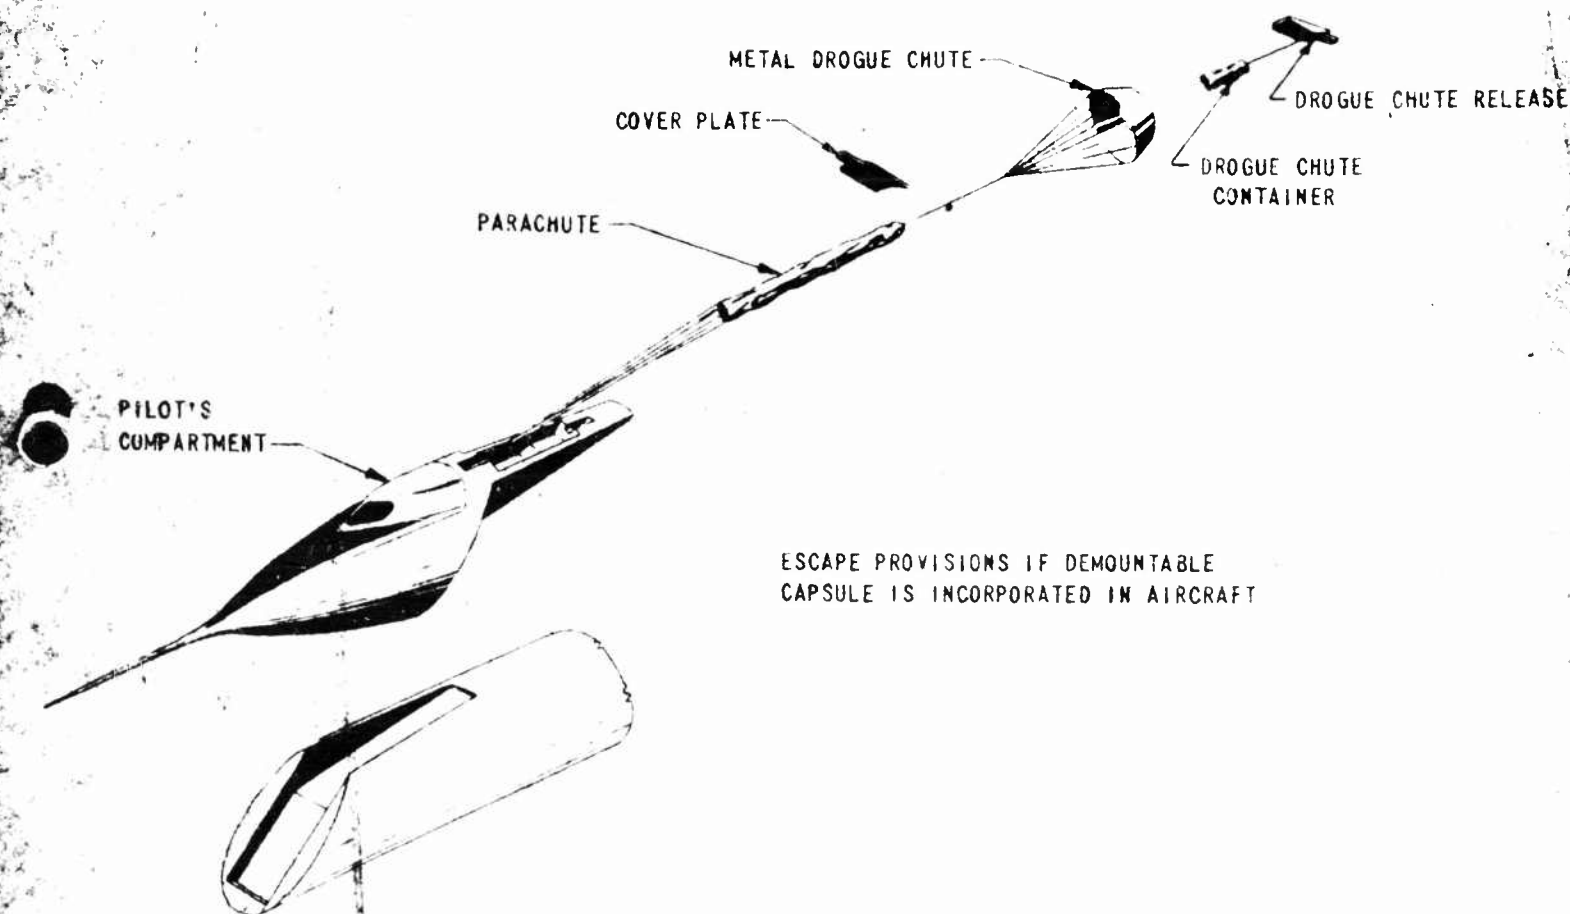 METAL DROGUE CHUTE
DROGUE CHUTE RELEASE
COVER PLATE
DROGUE CHUTE
CONTAINER
PARACHUTE
PILOT'S
COMPARTMENT
ESCAPE PROVISIONS IF DEMOUNTABLE
CAPSULE IS INCORPORATED IN AIRCRAFT